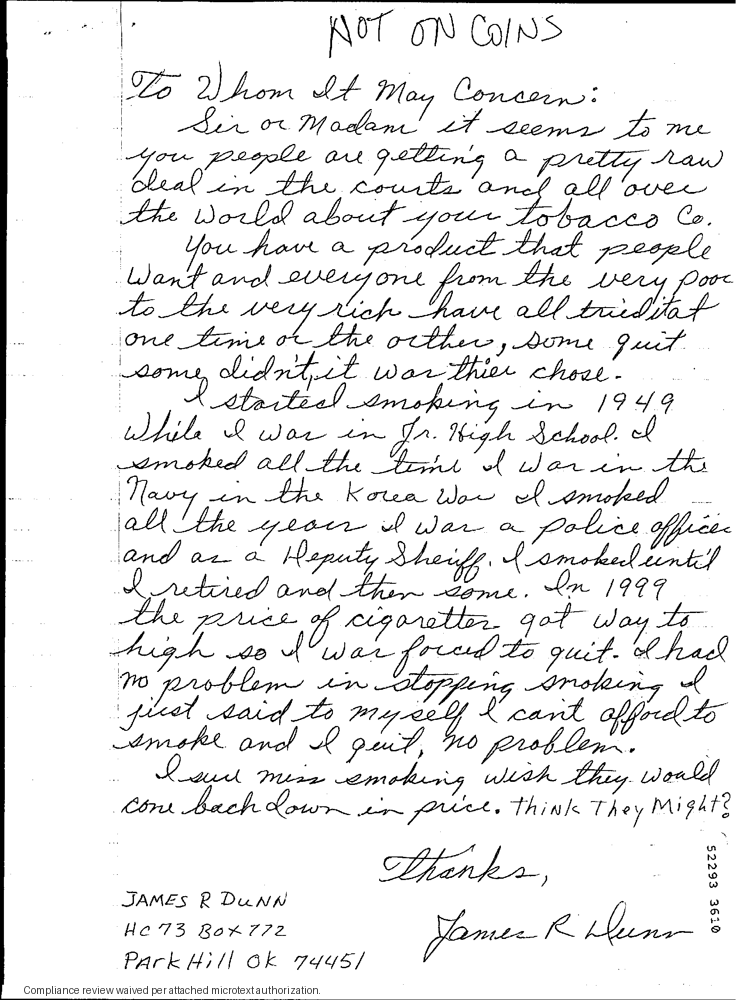 NOT ON COINS
To Whom It May Concern:
Sir or Madam it seems to me
you people are getting a pretty raw
deal in the courts and all over
the world about your tobacco Co.
You have a product that people
want and everyone from the very poor
to the very rich have all tried it at
one time or the orther, some quit
some didn't, it was thier chose.
I started smoking in 1949
while I was in Jr. High School. I
smoked all the time I was in the
Navy in the Korea War I smoked
all the years I was a police officer
and as a Deputy Sheriff. I smoked until
I retired and then some. In 1999
the price of cigarettes got way to
high so I was forced to quit. I had
no problem in stopping smoking I
just said to myself I cant afford to
smoke and I quit, no problem.
I sure miss smoking wish they would
come back down in price. Think They Might?
Thanks,
JAMES R DUNN
HC 73 BOX 772
PARK HILL OK 74451
James R Dunn
52293 3610
Compliance review waived per attached microtext authorization.